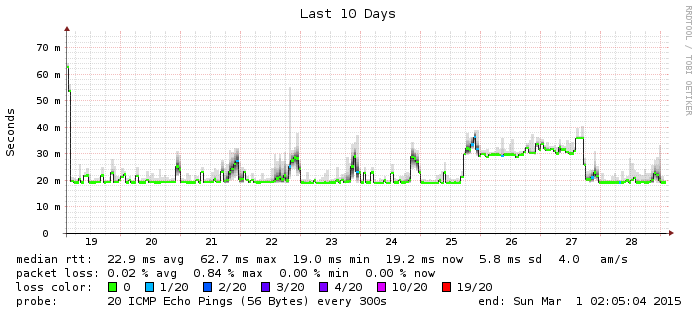 Last 10 Days
RRDTOOL / TOBI OETIKER
Seconds
70 m
60 m
50 m
40 m
30 m
20 m
10 m
0
19 20 21 22 23 24 25 26 27 28
median rtt: 22.9 ms avg 62.7 ms max 19.0 ms min 19.2 ms now 5.8 ms sd 4.0 am/s
packet loss: 0.02 % avg 0.84 % max 0.00 % min 0.00 % now
loss color: 0 1/20 2/20 3/20 4/20 10/20 19/20
probe: 20 ICMP Echo Pings (56 Bytes) every 300s end: Sun Mar 1 02:05:04 2015